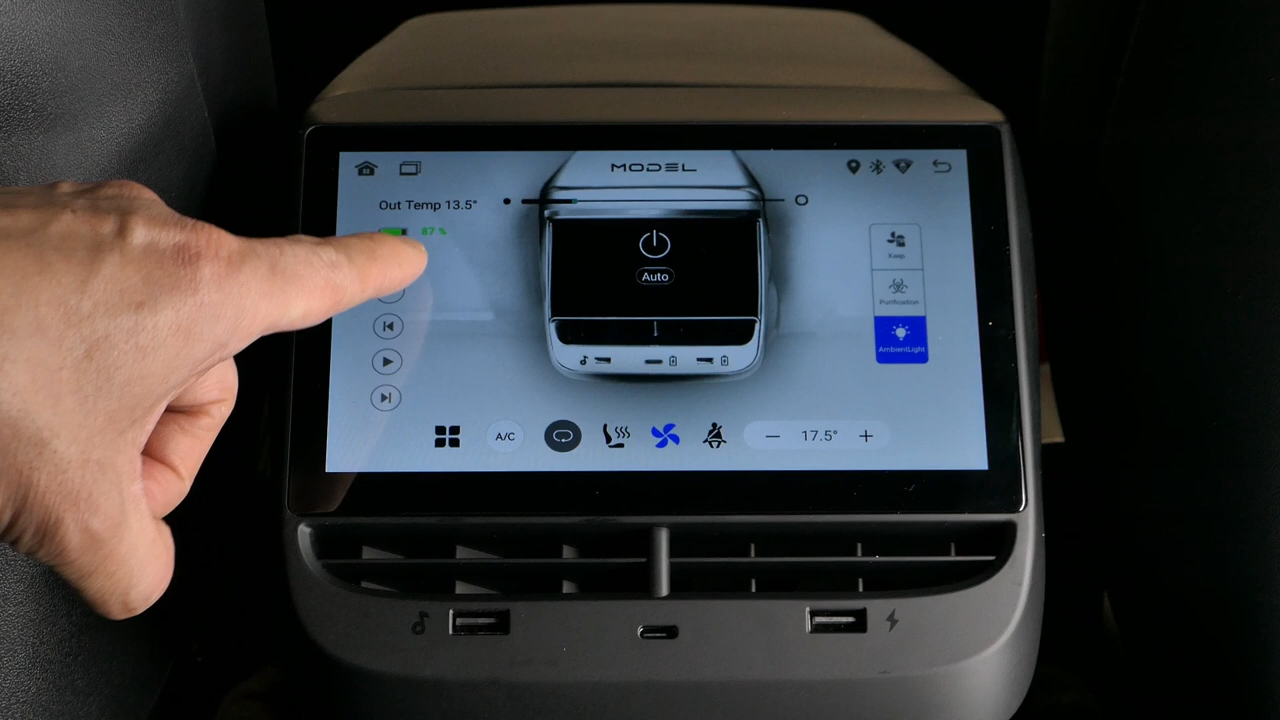 MODEL
Out Temp 13.5°
87 %
Auto
Keep
Purification
AmbientLight
A/C
17.5°